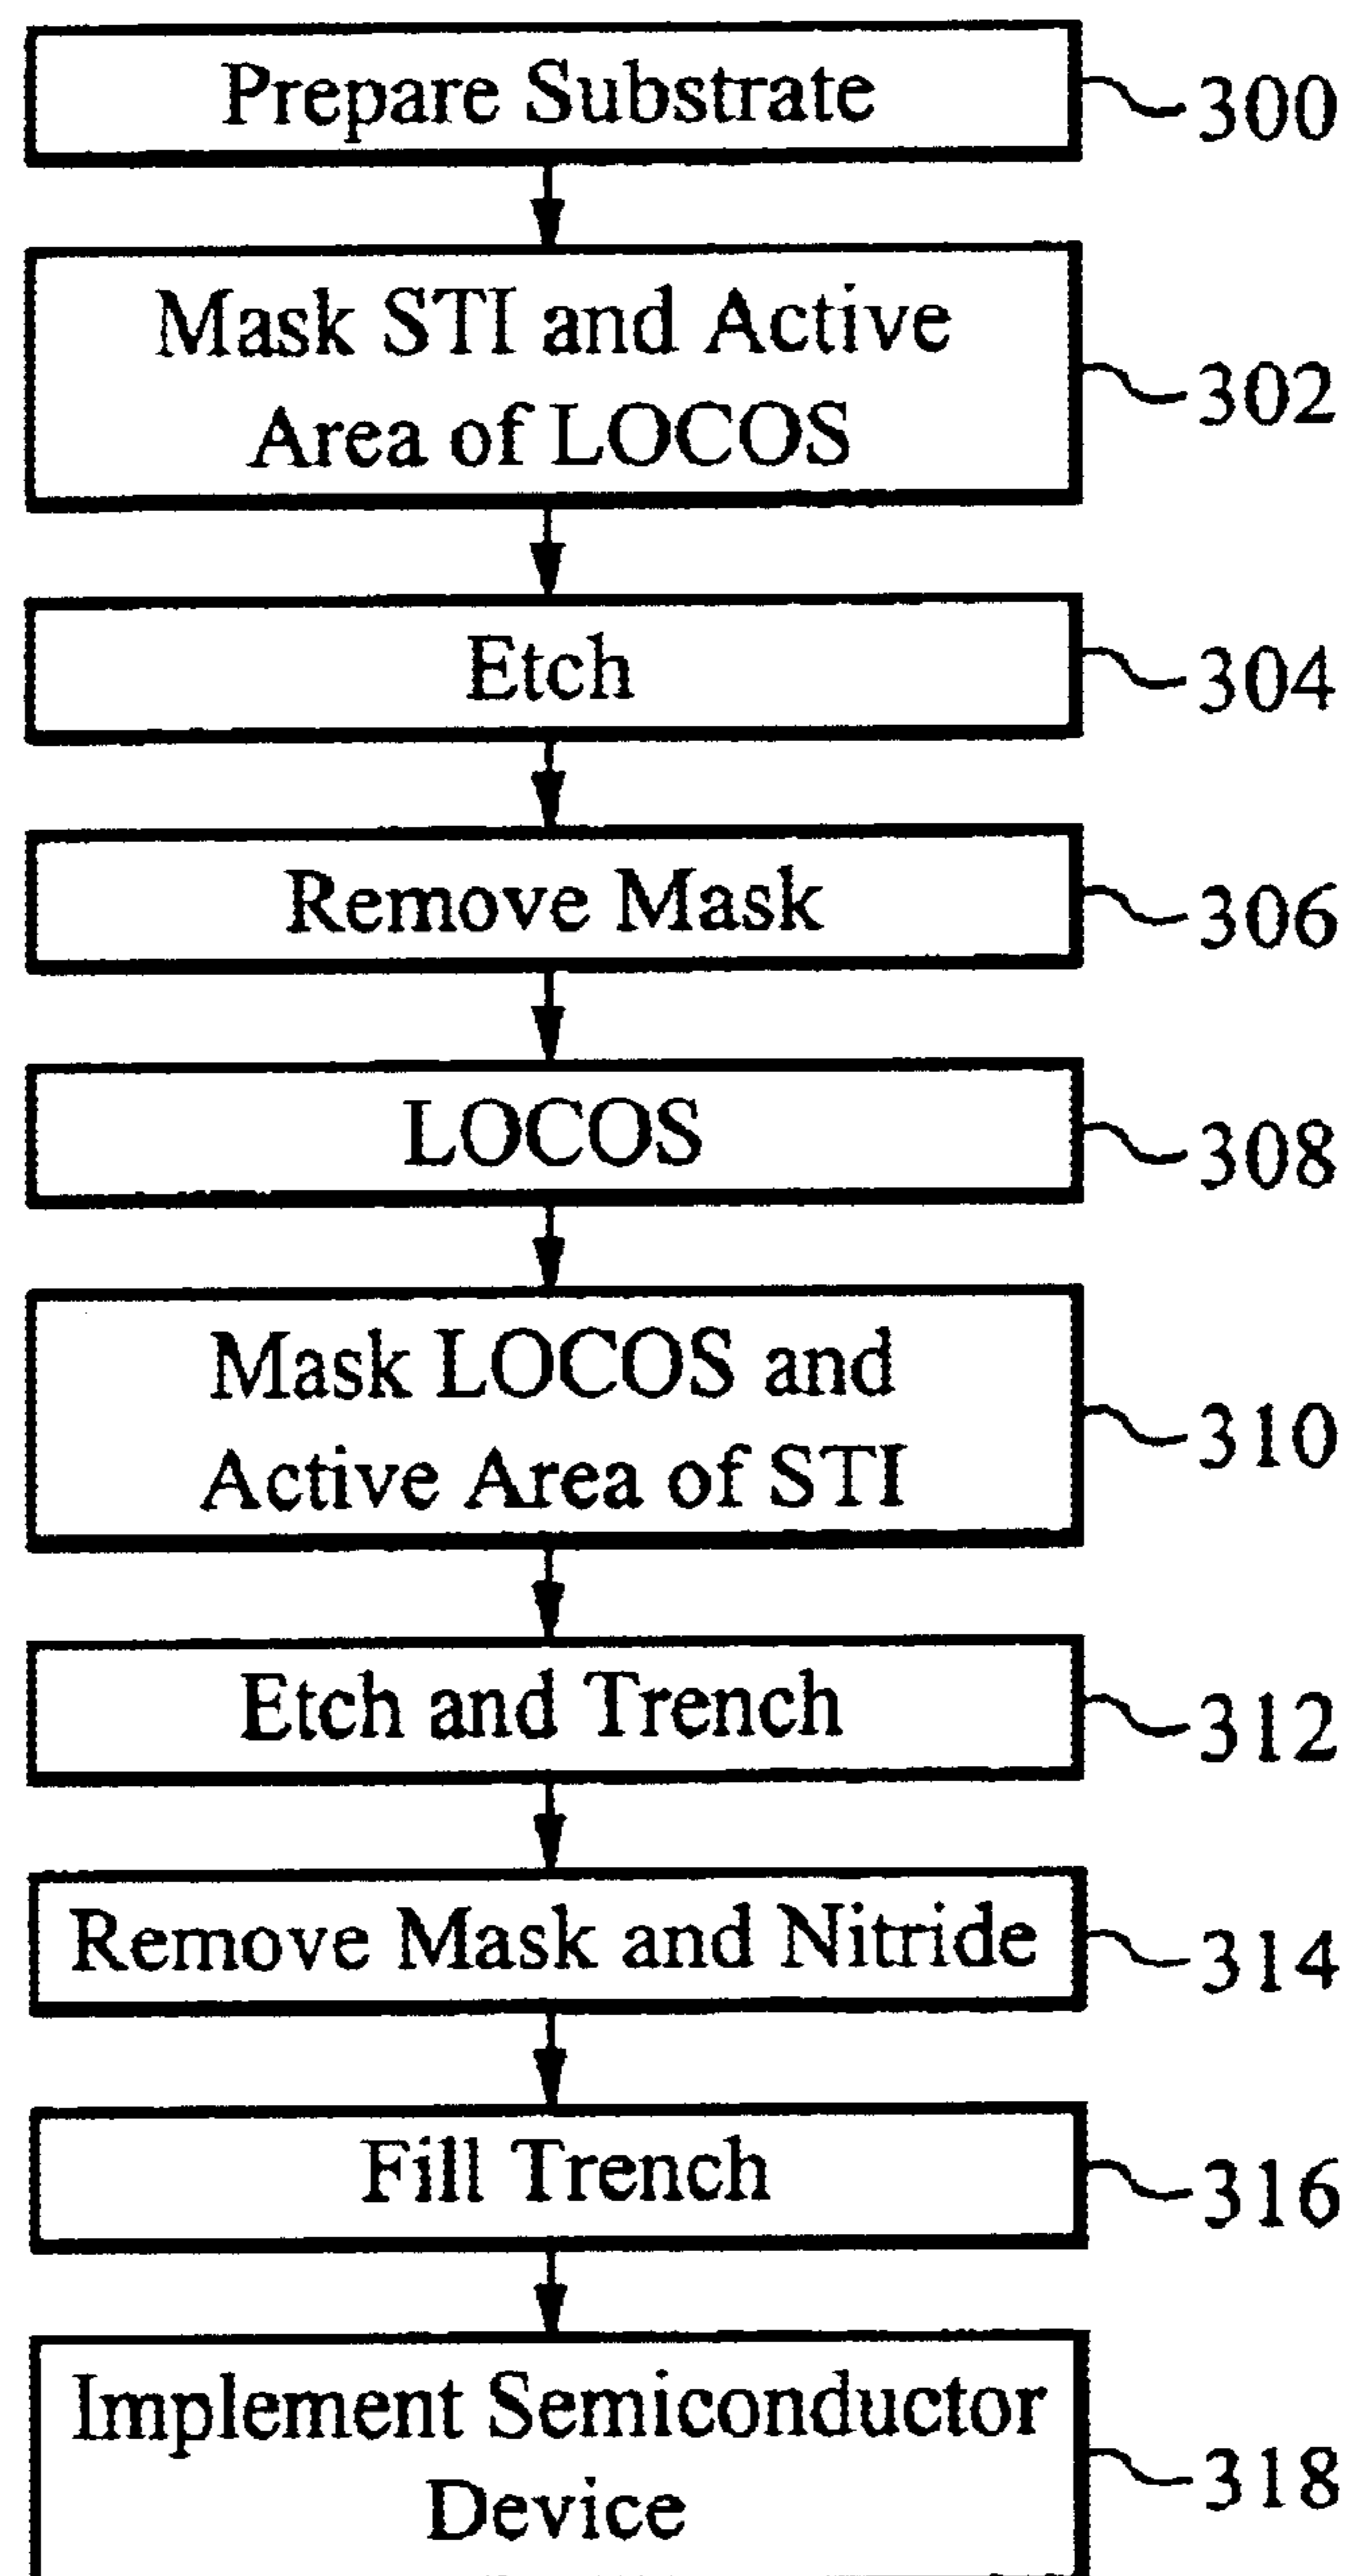 Prepare Substrate
300
Mask STI and Active
Area of LOCOS
302
Etch
304
Remove Mask
306
LOCOS
308
Mask LOCOS and
Active Area of STI
310
Etch and Trench
312
Remove Mask and Nitride
314
Fill Trench
316
Implement Semiconductor
Device
318